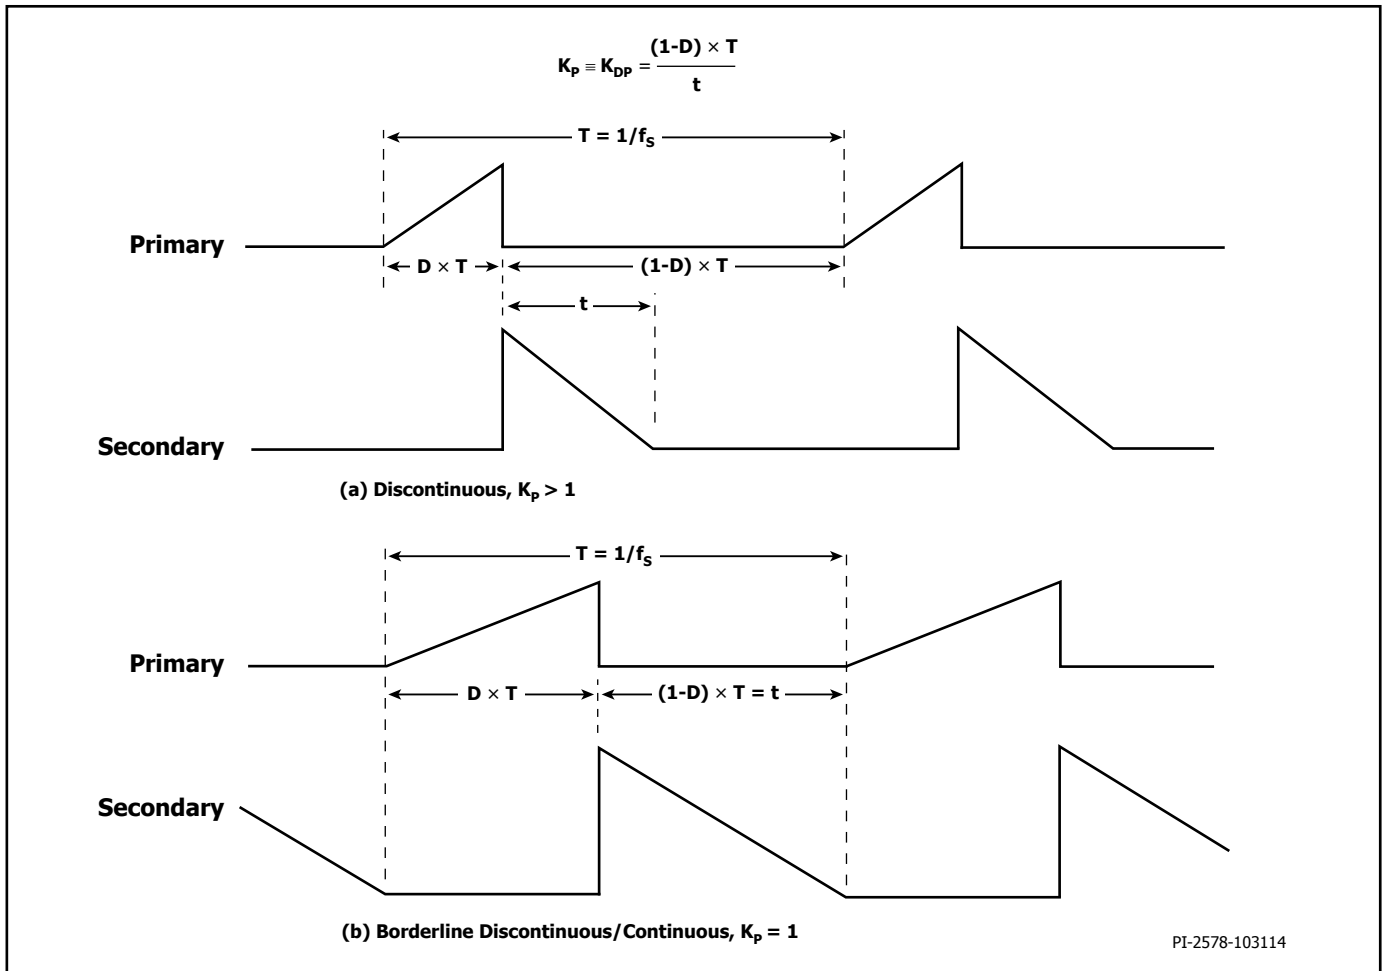 K_P ≡ K_DP = (1-D) × T / t
T = 1/f_S
Primary
D × T
(1-D) × T
t
Secondary
(a) Discontinuous, K_P > 1
T = 1/f_S
Primary
D × T
(1-D) × T = t
Secondary
(b) Borderline Discontinuous/Continuous, K_P = 1
PI-2578-103114